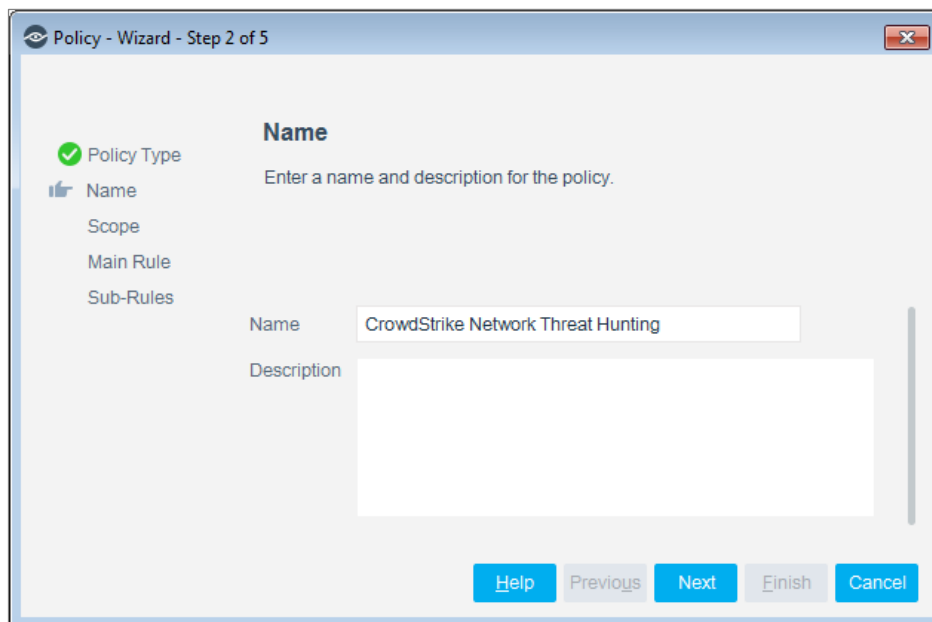 Policy - Wizard - Step 2 of 5
Policy Type
Name
Scope
Main Rule
Sub-Rules
Name
Enter a name and description for the policy.
Name CrowdStrike Network Threat Hunting
Description
Help Previous Next Finish Cancel